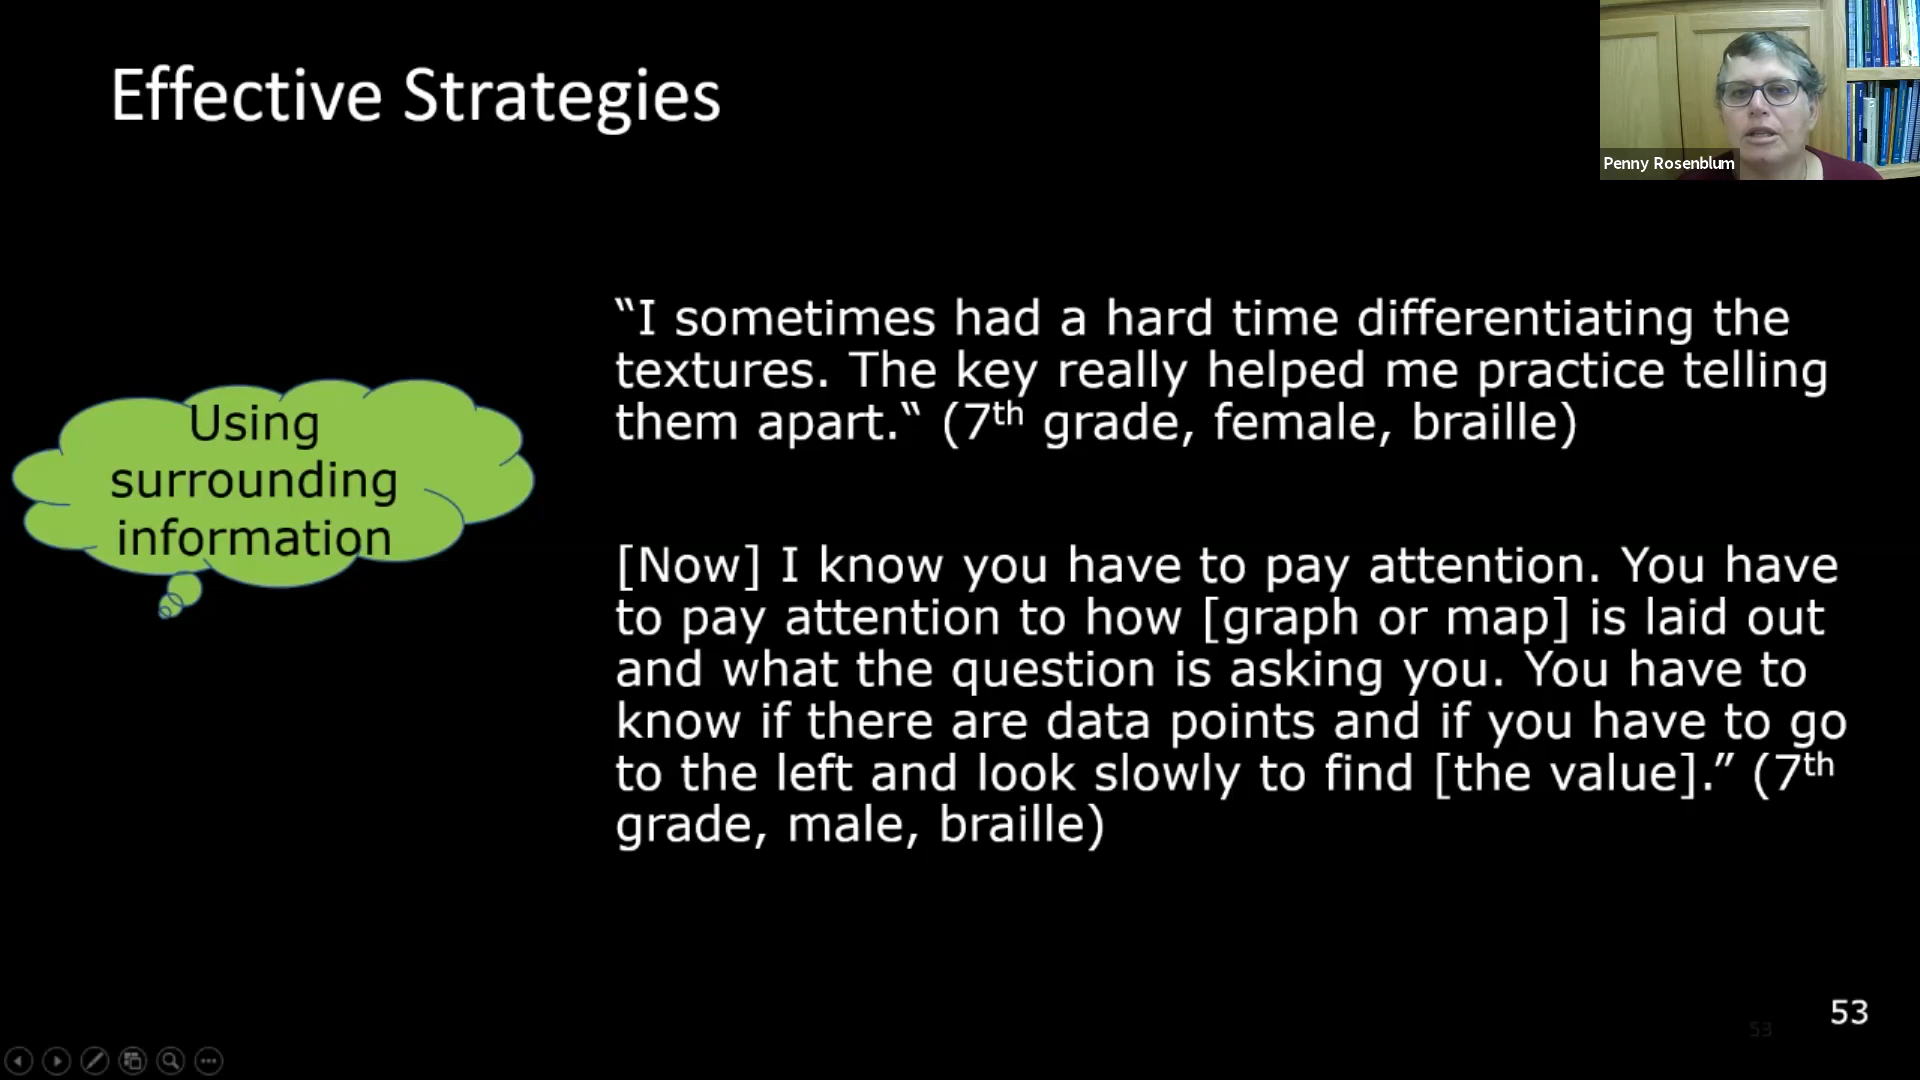 Effective Strategies
Penny Rosenblum
Using
surrounding
information
“I sometimes had a hard time differentiating the
textures. The key really helped me practice telling
them apart.“ (7th grade, female, braille)
[Now] I know you have to pay attention. You have
to pay attention to how [graph or map] is laid out
and what the question is asking you. You have to
know if there are data points and if you have to go
to the left and look slowly to find [the value].” (7th
grade, male, braille)
53
53